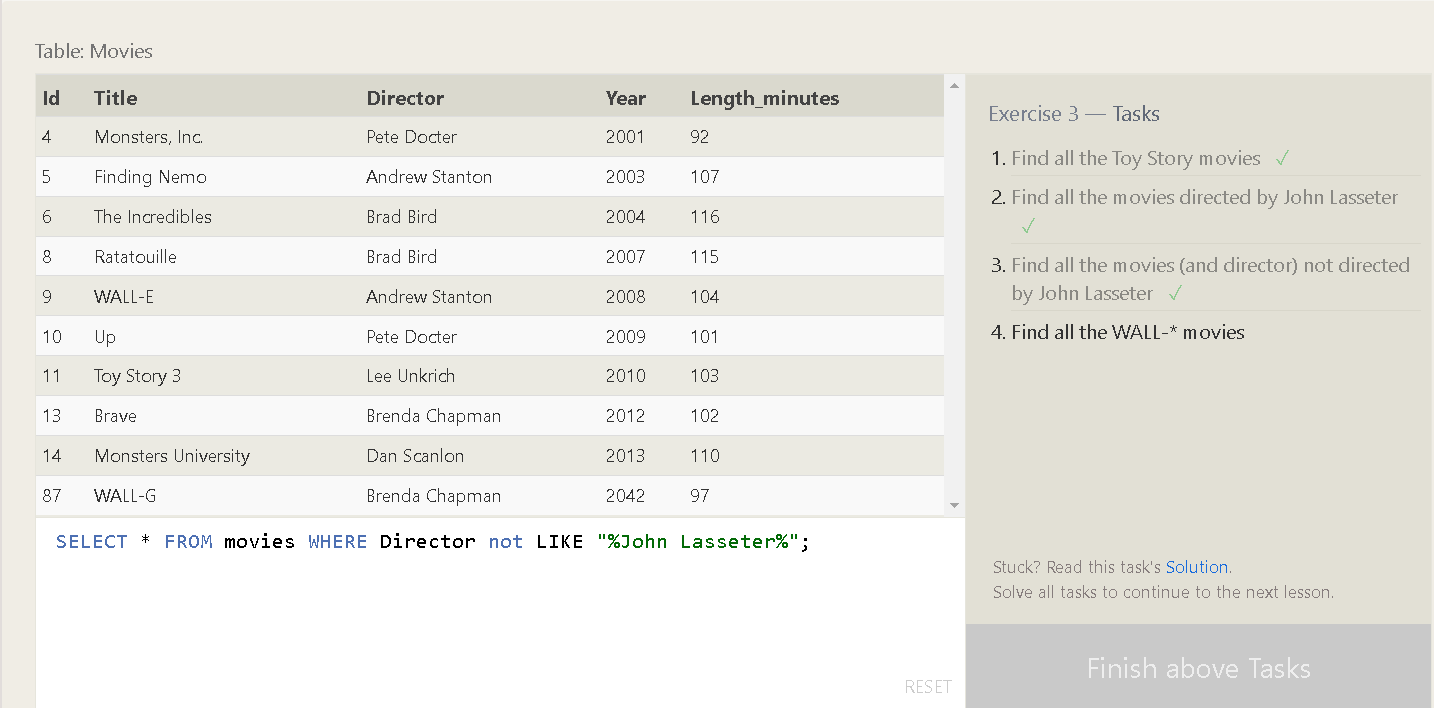 Table: Movies
Id Title Director Year Length_minutes
4 Monsters, Inc. Pete Docter 2001 92
5 Finding Nemo Andrew Stanton 2003 107
6 The Incredibles Brad Bird 2004 116
8 Ratatouille Brad Bird 2007 115
9 WALL-E Andrew Stanton 2008 104
10 Up Pete Docter 2009 101
11 Toy Story 3 Lee Unkrich 2010 103
13 Brave Brenda Chapman 2012 102
14 Monsters University Dan Scanlon 2013 110
87 WALL-G Brenda Chapman 2042 97
SELECT * FROM movies WHERE Director not LIKE "%John Lasseter%";
RESET
Exercise 3 — Tasks
1. Find all the Toy Story movies ✓
2. Find all the movies directed by John Lasseter
✓
3. Find all the movies (and director) not directed
by John Lasseter ✓
4. Find all the WALL-* movies
Stuck? Read this task's Solution.
Solve all tasks to continue to the next lesson.
Finish above Tasks